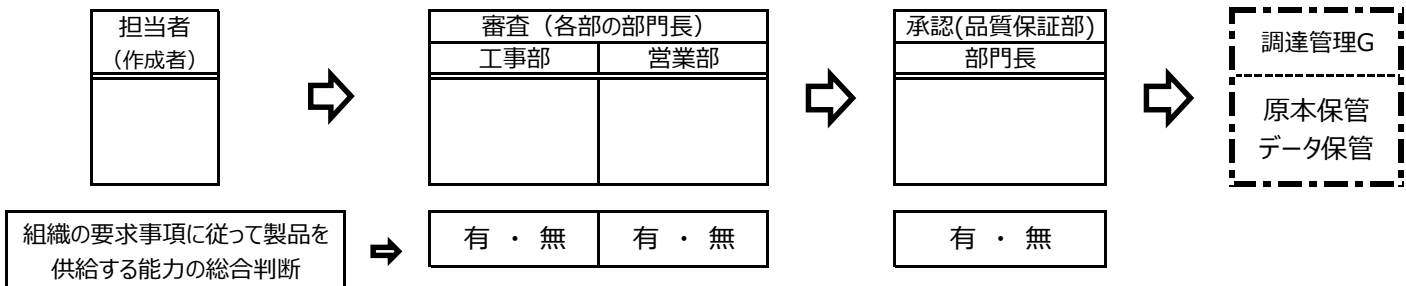 担当者
（作成者）
審査（各部の部門長）
工事部
営業部
承認(品質保証部)
部門長
調達管理G
原本保管
データ保管
組織の要求事項に従って製品を
供給する能力の総合判断
有 ・ 無
有 ・ 無
有 ・ 無